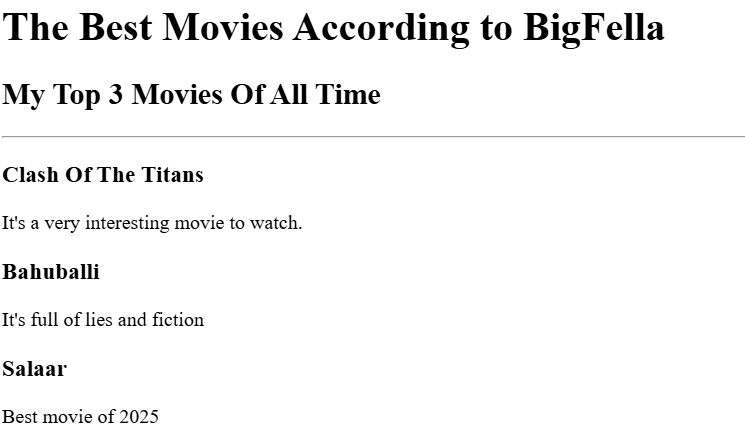 The Best Movies According to BigFella
My Top 3 Movies Of All Time
Clash Of The Titans
It's a very interesting movie to watch.
Bahuballi
It's full of lies and fiction
Salaar
Best movie of 2025